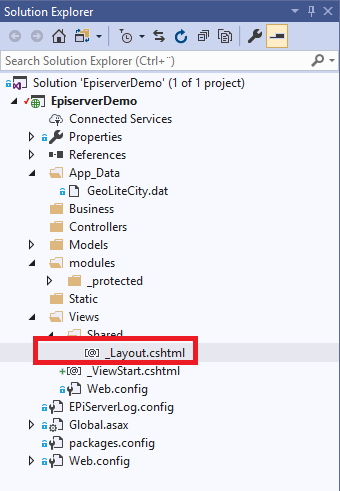 Solution Explorer
Search Solution Explorer (Ctrl+¨)
Solution 'EpiserverDemo' (1 of 1 project)
EpiserverDemo
Connected Services
Properties
References
App_Data
GeoLiteCity.dat
Business
Controllers
Models
modules
_protected
Static
Views
Shared
_Layout.cshtml
_ViewStart.cshtml
Web.config
EPiServerLog.config
Global.asax
packages.config
Web.config